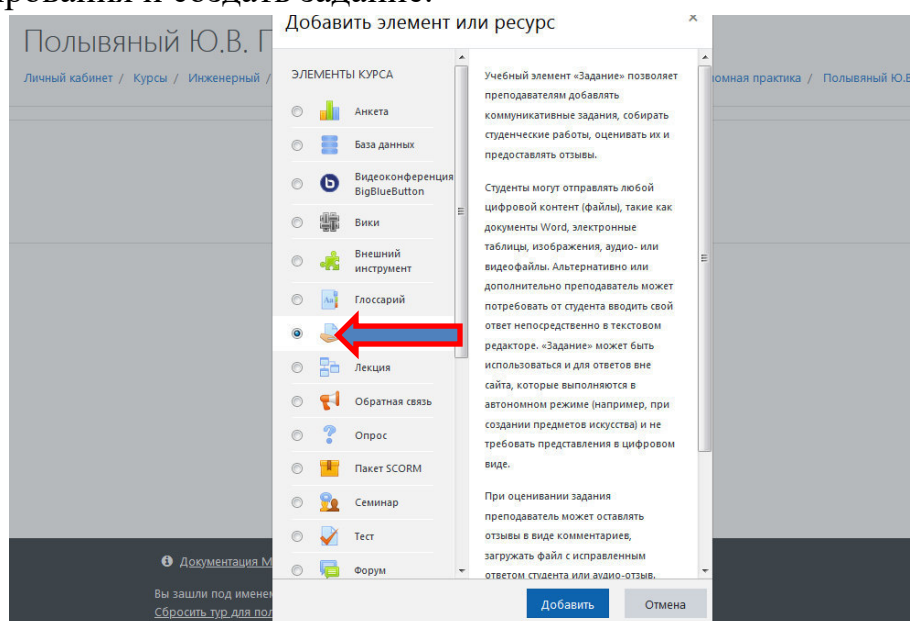 рования и создать задание.
Добавить элемент или ресурс
×
Полывяный Ю.В. П
Личный кабинет / Курсы / Инженерный /
омная практика / Полывяный Ю.В
ЭЛЕМЕНТЫ КУРСА
Анкета
База данных
Видеоконференция
BigBlueButton
Вики
Внешний
инструмент
Глоссарий
Лекция
Обратная связь
Опрос
Пакет SCORM
Семинар
Тест
Форум
Учебный элемент «Задание» позволяет
преподавателям добавлять
коммуникативные задания, собирать
студенческие работы, оценивать их и
предоставлять отзывы.
Студенты могут отправлять любой
цифровой контент (файлы), такие как
документы Word, электронные
таблицы, изображения, аудио- или
видеофайлы. Альтернативно или
дополнительно преподаватель может
потребовать от студента вводить свой
ответ непосредственно в текстовом
редакторе. «Задание» может быть
использоваться и для ответов вне
сайта, которые выполняются в
автономном режиме (например, при
создании предметов искусства) и не
требовать представления в цифровом
виде.
При оценивании задания
преподаватель может оставлять
отзывы в виде комментариев,
загружать файл с исправленным
ответом студента или аудио-отзыв.
Документация M
Вы зашли под именем
Сбросить тур для пол
Добавить
Отмена